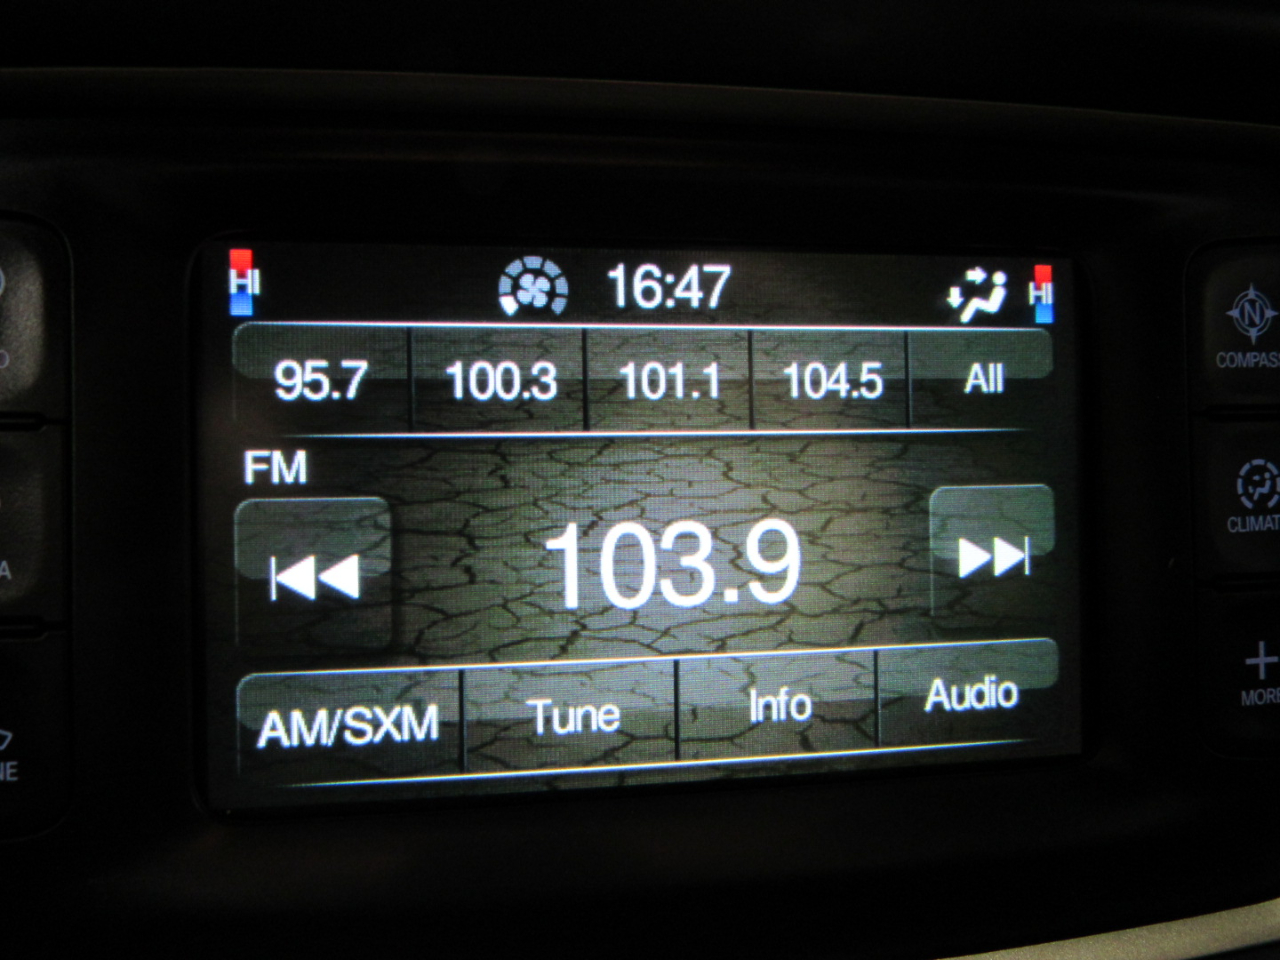 HI 16:47 HI
95.7 100.3 101.1 104.5 All
FM
103.9
AM/SXM Tune Info Audio
COMPASS
CLIMAT
MORE